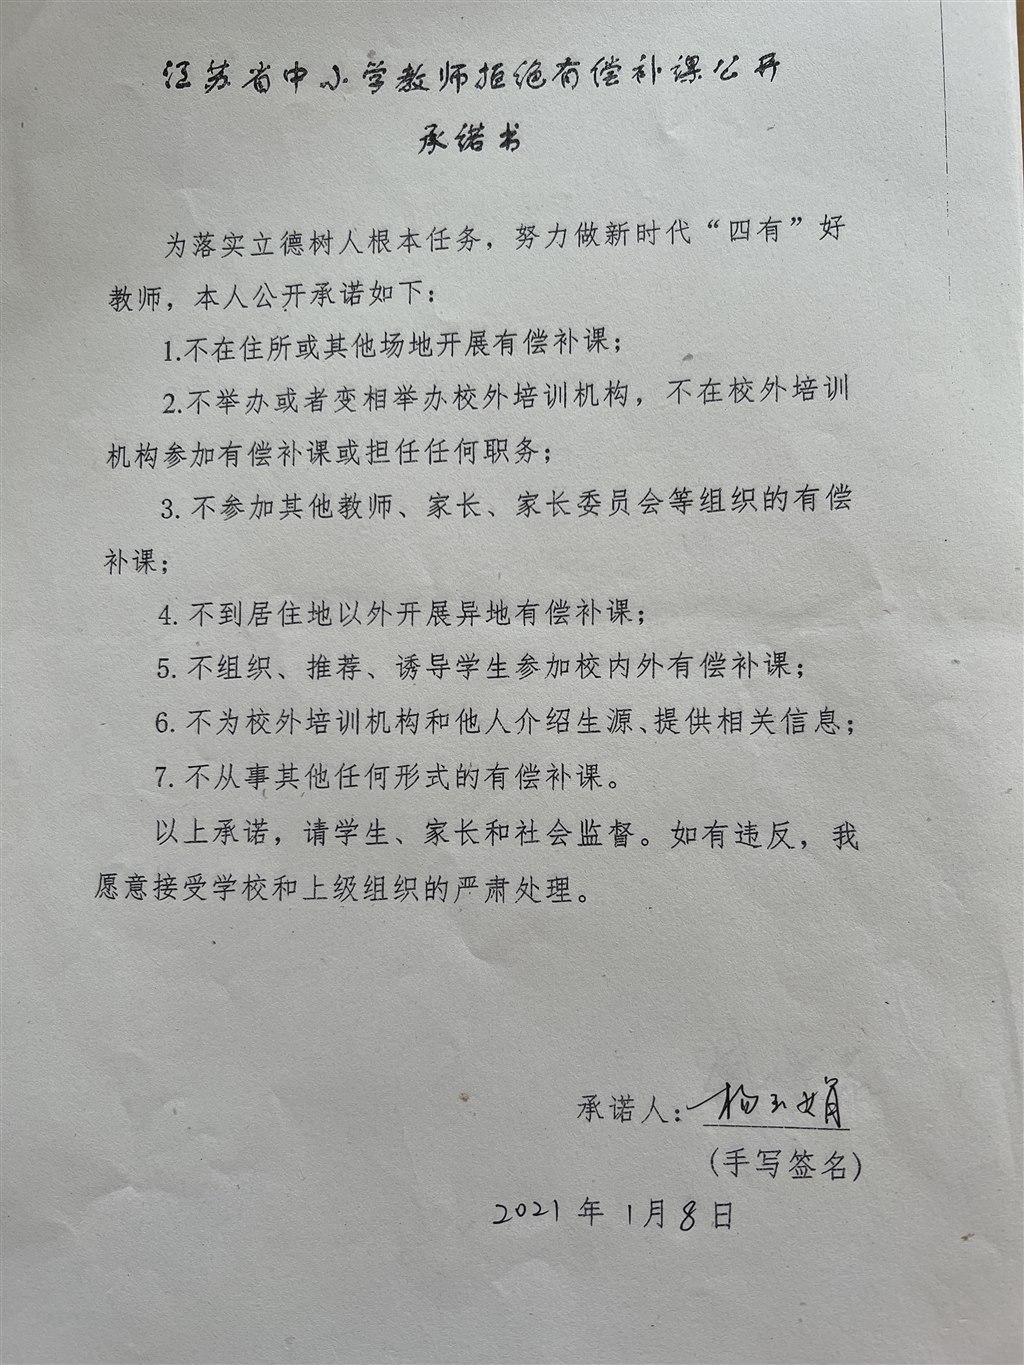 江苏省中小学教师拒绝有偿补课公开
承诺书
为落实立德树人根本任务，努力做新时代“四有”好
教师，本人公开承诺如下：
1.不在住所或其他场地开展有偿补课；
2.不举办或者变相举办校外培训机构，不在校外培训
机构参加有偿补课或担任任何职务；
3. 不参加其他教师、家长、家长委员会等组织的有偿
补课；
4. 不到居住地以外开展异地有偿补课；
5. 不组织、推荐、诱导学生参加校内外有偿补课；
6. 不为校外培训机构和他人介绍生源、提供相关信息；
7. 不从事其他任何形式的有偿补课。
以上承诺，请学生、家长和社会监督。如有违反，我
愿意接受学校和上级组织的严肃处理。
承诺人：杨玉娟
（手写签名）
2021 年 1 月 8 日